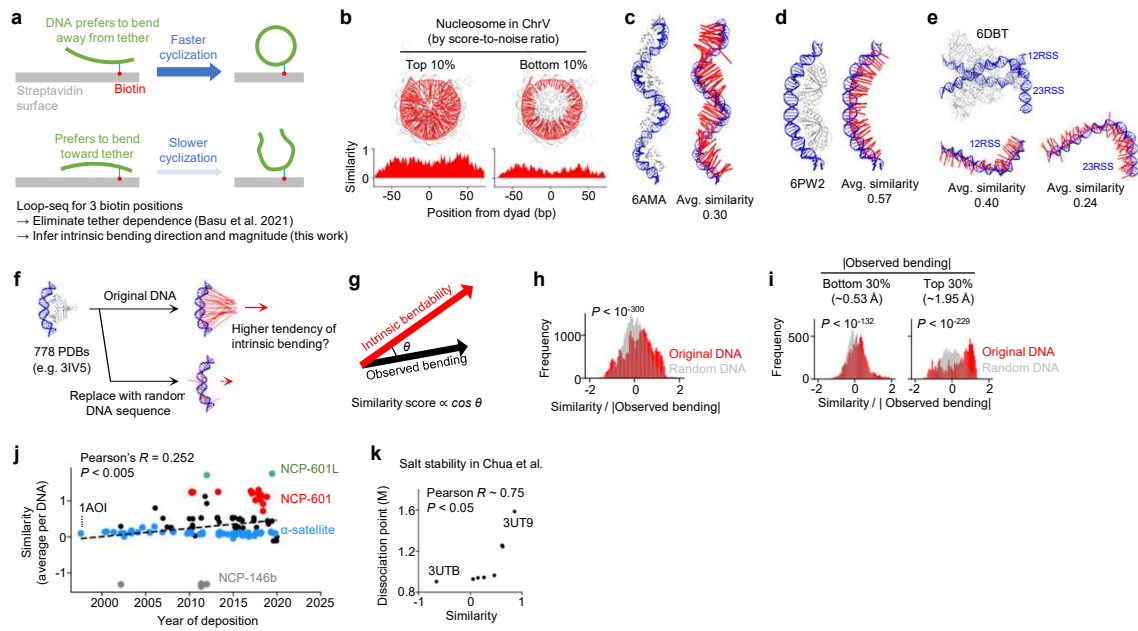 a
DNA prefers to bend
away from tether
Faster
cyclization
Streptavidin
surface
Biotin
Prefers to bend
toward tether
Slower
cyclization
Loop-seq for 3 biotin positions
→ Eliminate tether dependence (Basu et al. 2021)
→ Infer intrinsic bending direction and magnitude (this work)
b
Nucleosome in ChrV
(by score-to-noise ratio)
Top 10%
Bottom 10%
Similarity
1
0
-50 0 50
-50 0 50
Position from dyad (bp)
c
6AMA
Avg. similarity
0.30
d
6PW2
Avg. similarity
0.57
e
6DBT
12RSS
23RSS
12RSS
Avg. similarity
0.40
23RSS
Avg. similarity
0.24
f
Original DNA
778 PDBs
(e.g. 3IV5)
Higher tendency of
intrinsic bending?
Replace with random
DNA sequence
g
Intrinsic bendability
θ
Observed bending
Similarity score ∝ cos θ
h
P < 10-300
Frequency
1000
0
Original DNA
Random DNA
-2 0 2
Similarity / |Observed bending|
i
|Observed bending|
Bottom 30%
(~0.53 Å)
Top 30%
(~1.95 Å)
P < 10-132
P < 10-229
Frequency
500
0
Original DNA
Random DNA
-2 0 2
-2 0 2
Similarity / | Observed bending|
j
Pearson's R = 0.252
P < 0.005
NCP-601L
NCP-601
1AOI
α-satellite
NCP-146b
Similarity
(average per DNA)
1
0
-1
2000 2005 2010 2015 2020 2025
Year of deposition
k
Salt stability in Chua et al.
Pearson R ~ 0.75
P < 0.05
3UT9
3UTB
Dissociation point (M)
1.6
1.2
0.8
-1 0 1
Similarity